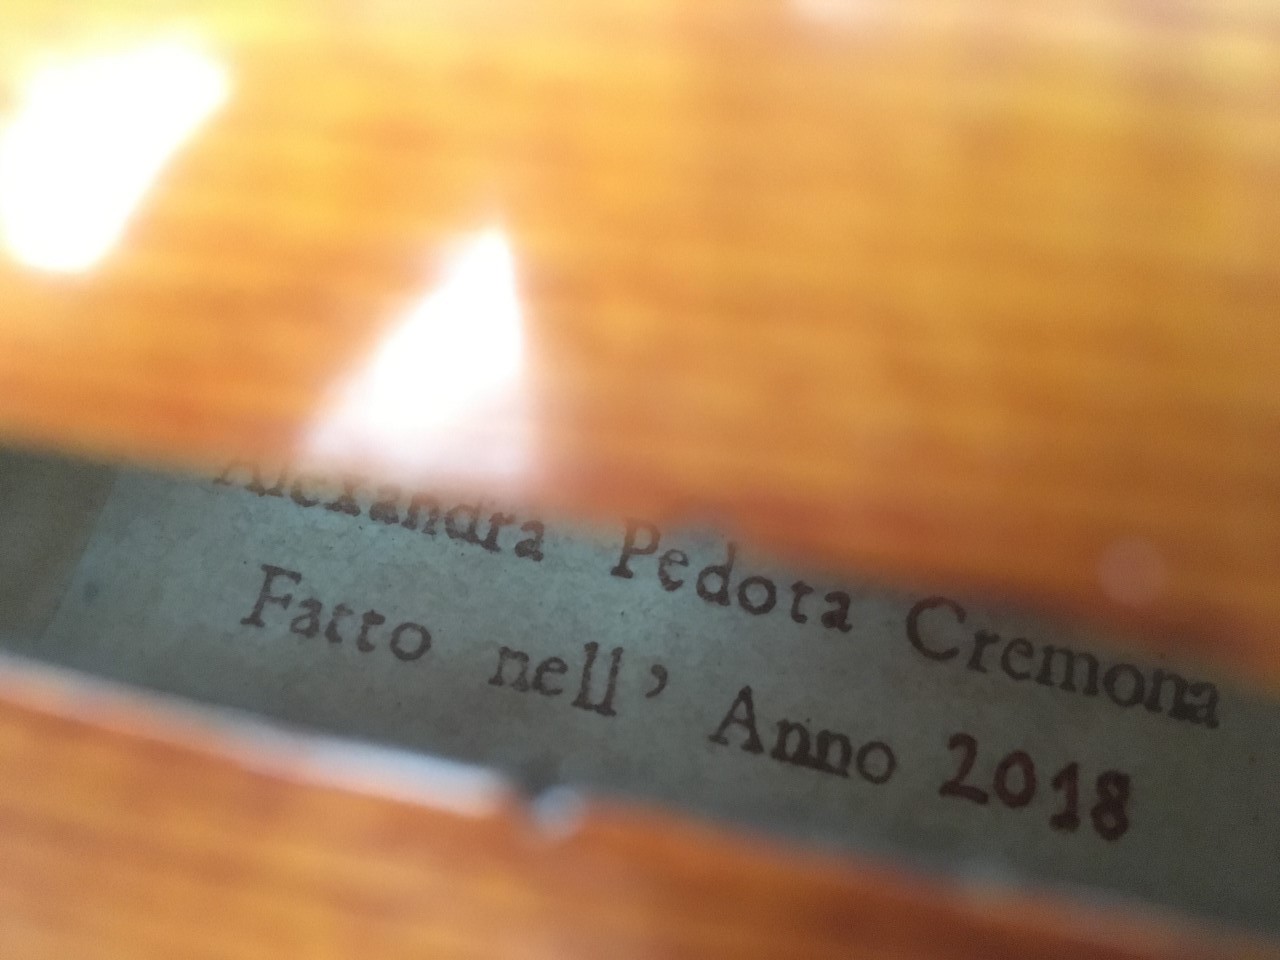 Alexandra Pedota Cremona
Fatto nell' Anno 2018